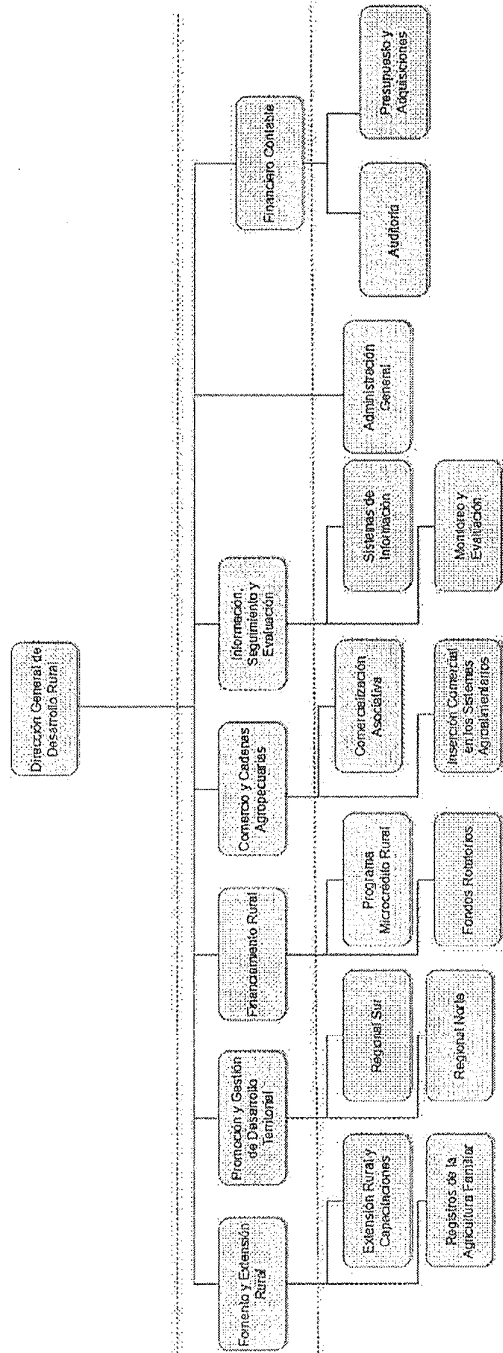 Dirección General de
Desarrollo Rural
Fomento y Extensión
Rural
Promoción y Gestión
de Desarrollo
Territorial
Financiamiento Rural
Comercio y Cadenas
Agropecuarias
Información,
Seguimiento y
Evaluación
Financiero Contable
Extensión Rural y
Capacitaciones
Registros de la
Agricultura Familiar
Regional Sur
Regional Norte
Programa
Microcrédito Rural
Fondos Rotatorios
Comercialización
Asociativa
Inserción Comercial
en los Sistemas
Agroalimentarios
Sistemas de
Información
Monitoreo y
Evaluación
Administración
General
Auditoria
Presupuesto y
Adquisiciones